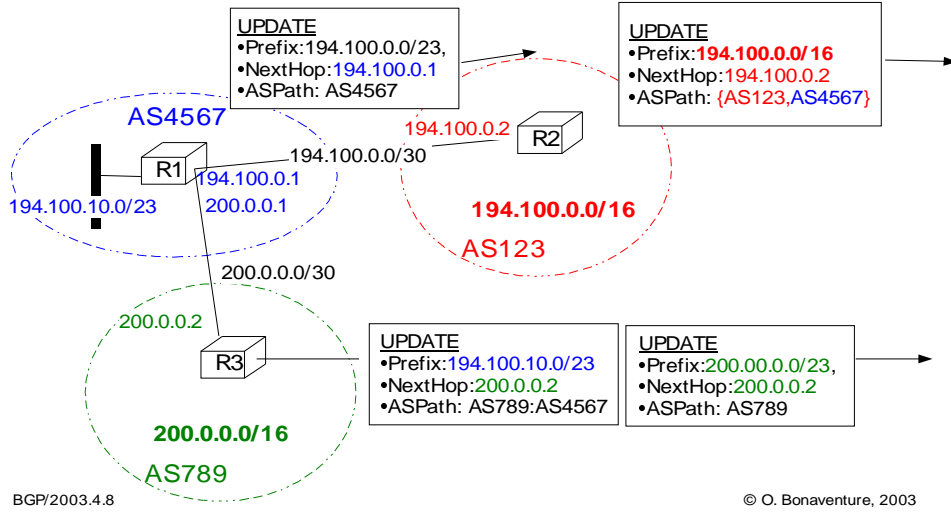 UPDATE
•Prefix:194.100.0.0/23,
•NextHop:194.100.0.1
•ASPath: AS4567
UPDATE
•Prefix:194.100.0.0/16
•NextHop:194.100.0.2
•ASPath: {AS123,AS4567}
AS4567
194.100.0.2
R2
194.100.0.0/30
R1
194.100.0.1
194.100.10.0/23
200.0.0.1
194.100.0.0/16
AS123
200.0.0.0/30
200.0.0.2
R3
UPDATE
•Prefix:194.100.10.0/23
•NextHop:200.0.0.2
•ASPath: AS789:AS4567
UPDATE
•Prefix:200.00.0.0/23,
•NextHop:200.0.0.2
•ASPath: AS789
200.0.0.0/16
AS789
BGP/2003.4.8
© O. Bonaventure, 2003